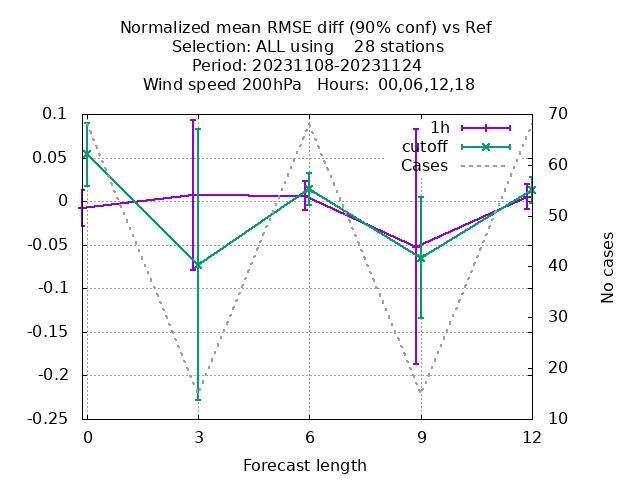 Normalized mean RMSE diff (90% conf) vs Ref
Selection: ALL using    28 stations
Period: 20231108-20231124
Wind speed 200hPa   Hours:  00,06,12,18
0.1
0.05
0
-0.05
-0.1
-0.15
-0.2
-0.25
1h
cutoff
Cases
70
60
50
40
30
20
10
No cases
0 3 6 9 12
Forecast length